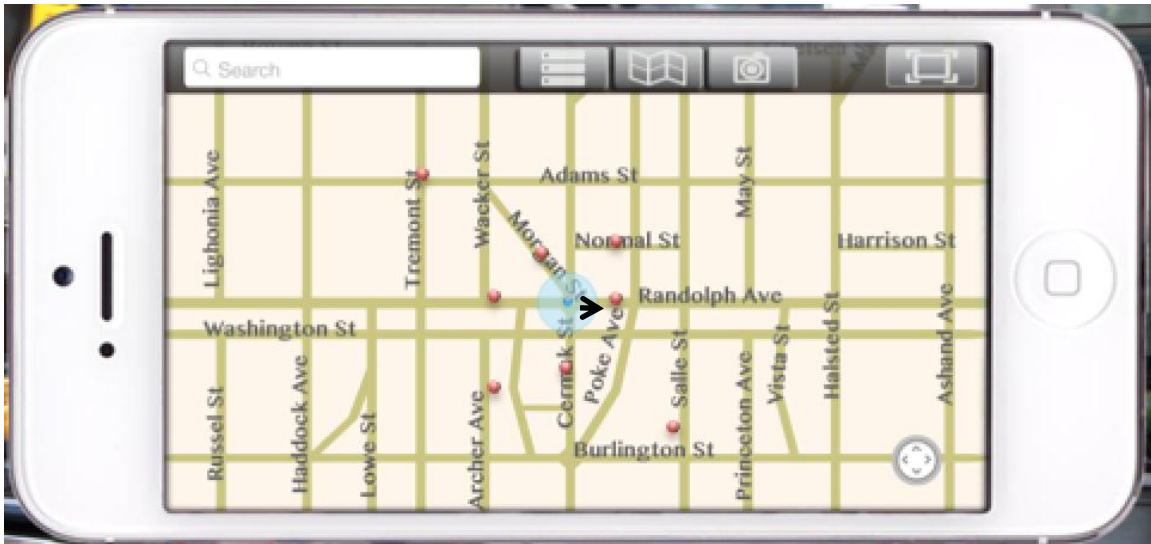 Search
Adams St
Lighonia Ave
Tremont St
Wacker St
Morgan St
Normal St
May St
Harrison St
Randolph Ave
Washington St
Cermak St
Poke Ave
Salle St
Vista St
Halsted St
Ashand Ave
Russel St
Haddock Ave
Lowe St
Archer Ave
Burlington St
Princeton Ave